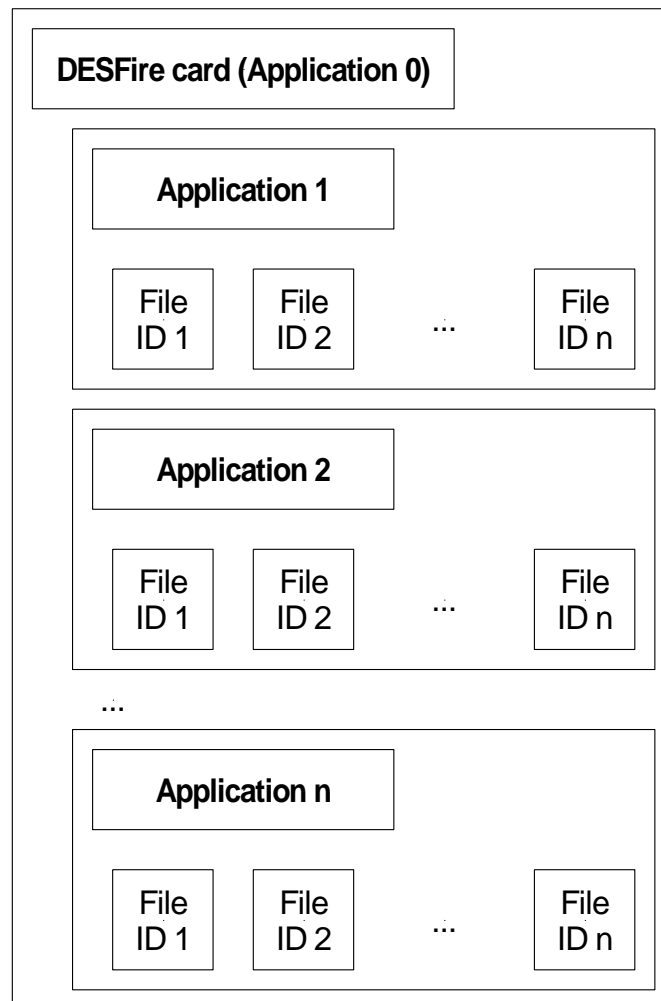 DESFire card (Application 0)
Application 1
File File File
ID 1 ID 2 ... ID n
Application 2
File File File
ID 1 ID 2 ... ID n
...
Application n
File File File
ID 1 ID 2 ... ID n